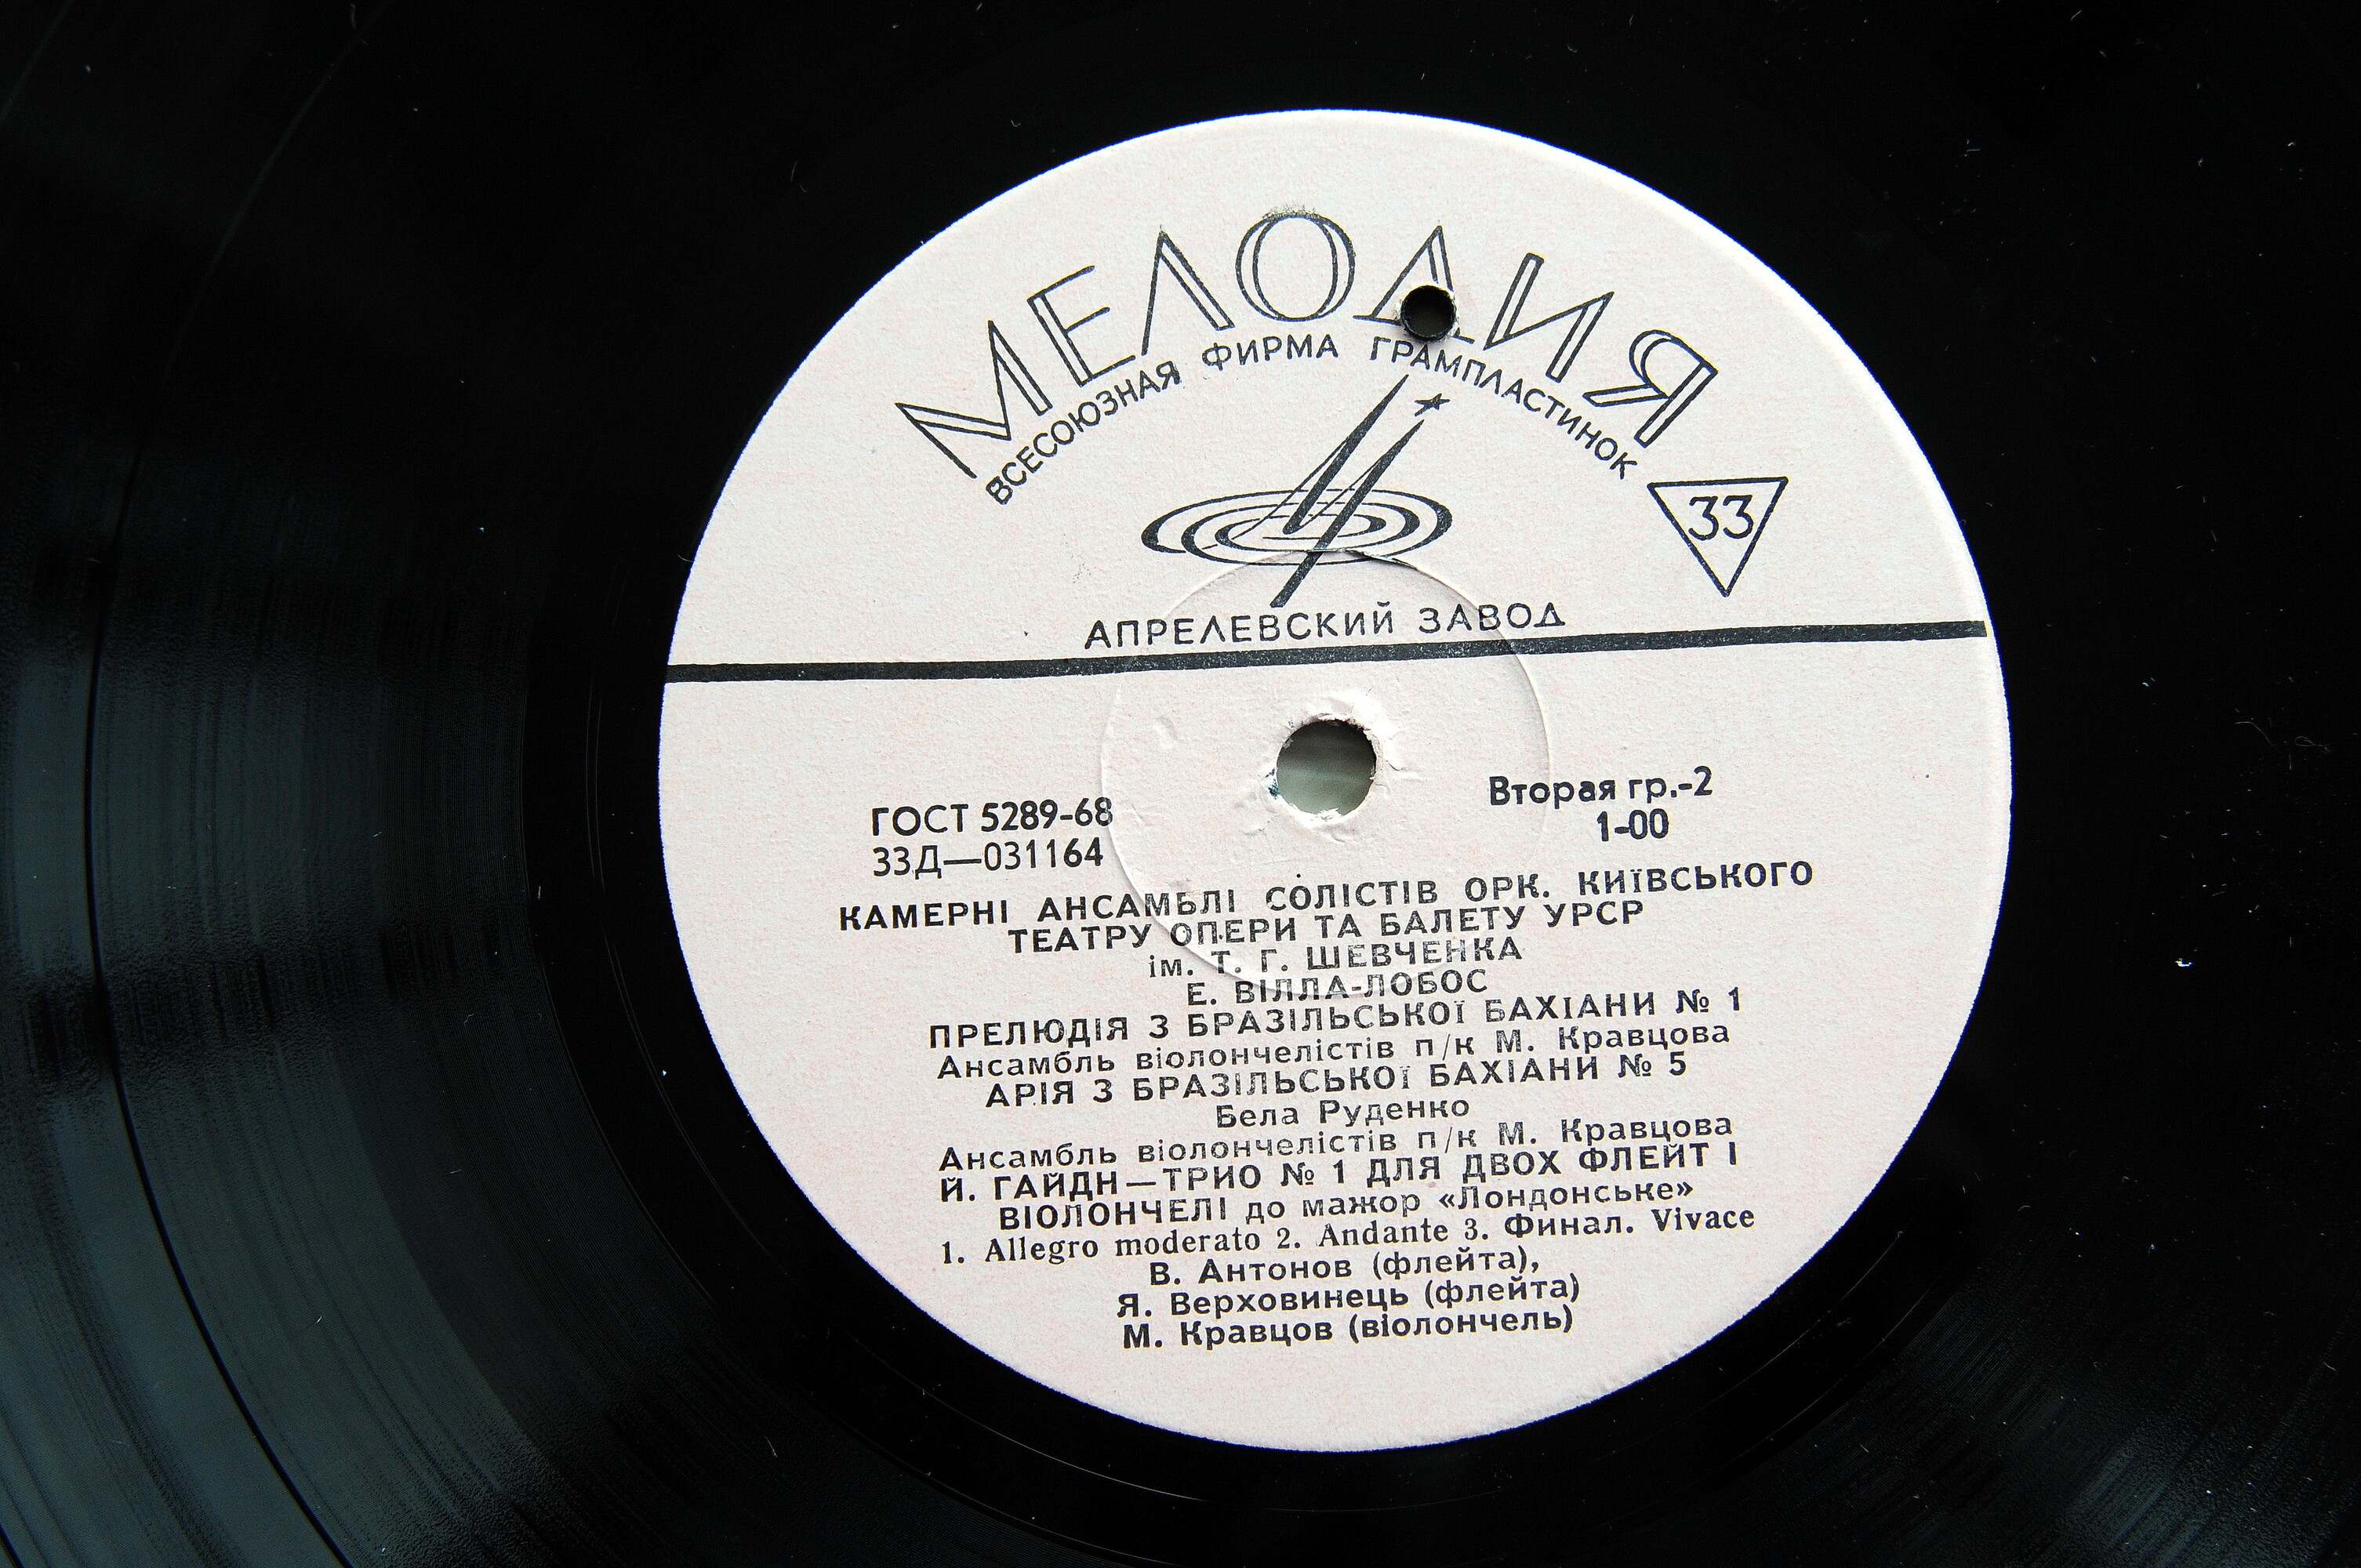 МЕЛОДИЯ
ВСЕСОЮЗНАЯ ФИРМА ГРАМПЛАСТИНОК
33
АПРЕЛЕВСКИЙ ЗАВОД
ГОСТ 5289-68
33Д—031164
Вторая гр.-2
1-00
КАМЕРНІ АНСАМБЛІ СОЛІСТІВ ОРК. КИЇВСЬКОГО
ТЕАТРУ ОПЕРИ ТА БАЛЕТУ УРСР
ім. Т. Г. ШЕВЧЕНКА
Е. ВІЛЛА-ЛОБОС
ПРЕЛЮДІЯ З БРАЗІЛЬСЬКОЇ БАХІАНИ № 1
Ансамбль віолончелістів п/к М. Кравцова
АРІЯ З БРАЗІЛЬСЬКОЇ БАХІАНИ № 5
Бела Руденко
Ансамбль віолончелістів п/к М. Кравцова
Й. ГАЙДН—ТРИО № 1 ДЛЯ ДВОХ ФЛЕЙТ І
ВІОЛОНЧЕЛІ до мажор «Лондонське»
1. Allegro moderato 2. Andante 3. Финал. Vivace
В. Антонов (флейта),
Я. Верховинець (флейта)
М. Кравцов (віолончель)